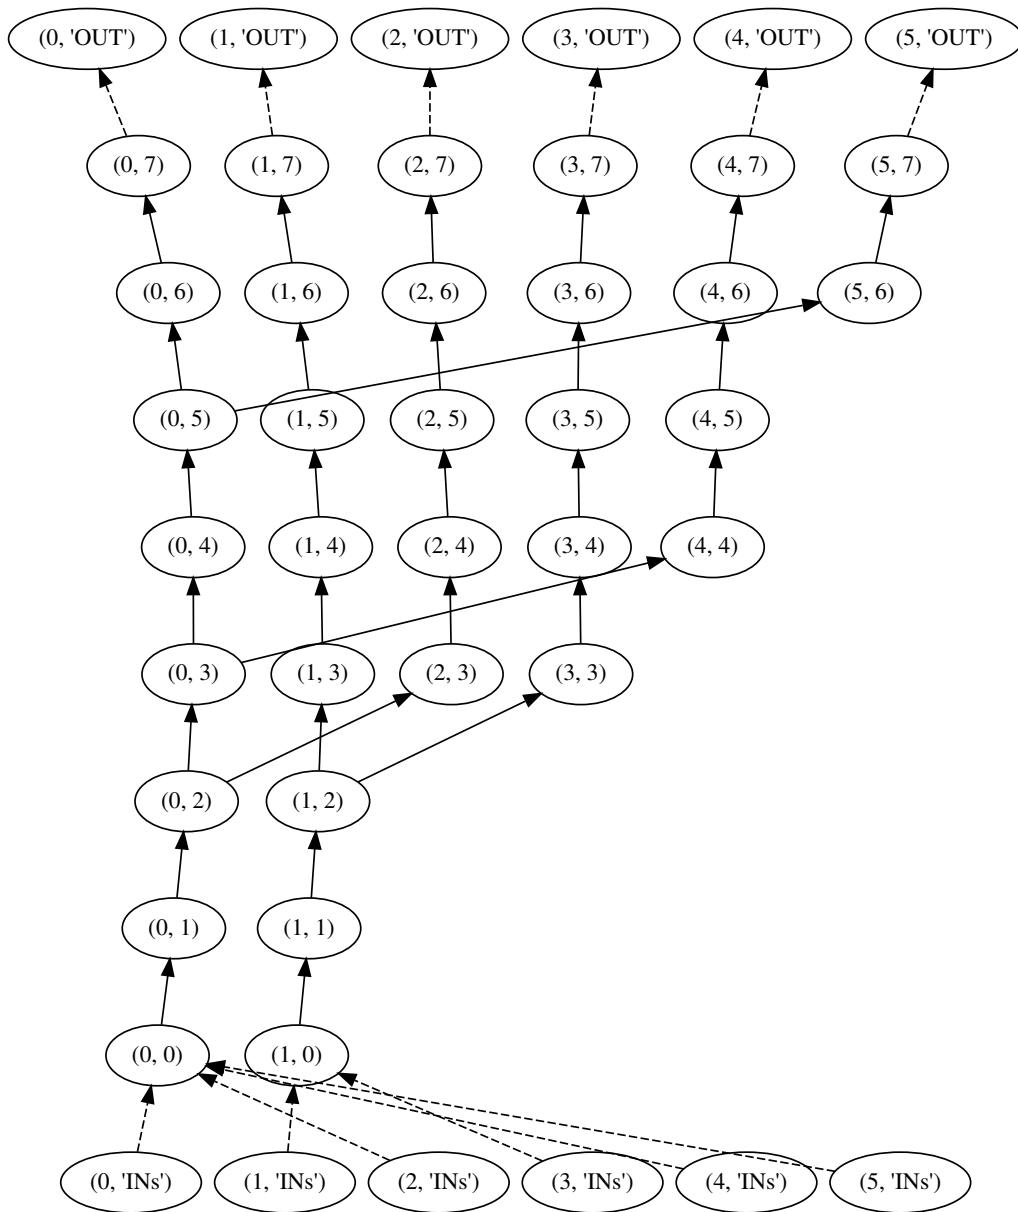 (0, 'OUT') (1, 'OUT') (2, 'OUT') (3, 'OUT') (4, 'OUT') (5, 'OUT')
(0, 7) (1, 7) (2, 7) (3, 7) (4, 7) (5, 7)
(0, 6) (1, 6) (2, 6) (3, 6) (4, 6) (5, 6)
(0, 5) (1, 5) (2, 5) (3, 5) (4, 5)
(0, 4) (1, 4) (2, 4) (3, 4) (4, 4)
(0, 3) (1, 3) (2, 3) (3, 3)
(0, 2) (1, 2)
(0, 1) (1, 1)
(0, 0) (1, 0)
(0, 'INs') (1, 'INs') (2, 'INs') (3, 'INs') (4, 'INs') (5, 'INs')